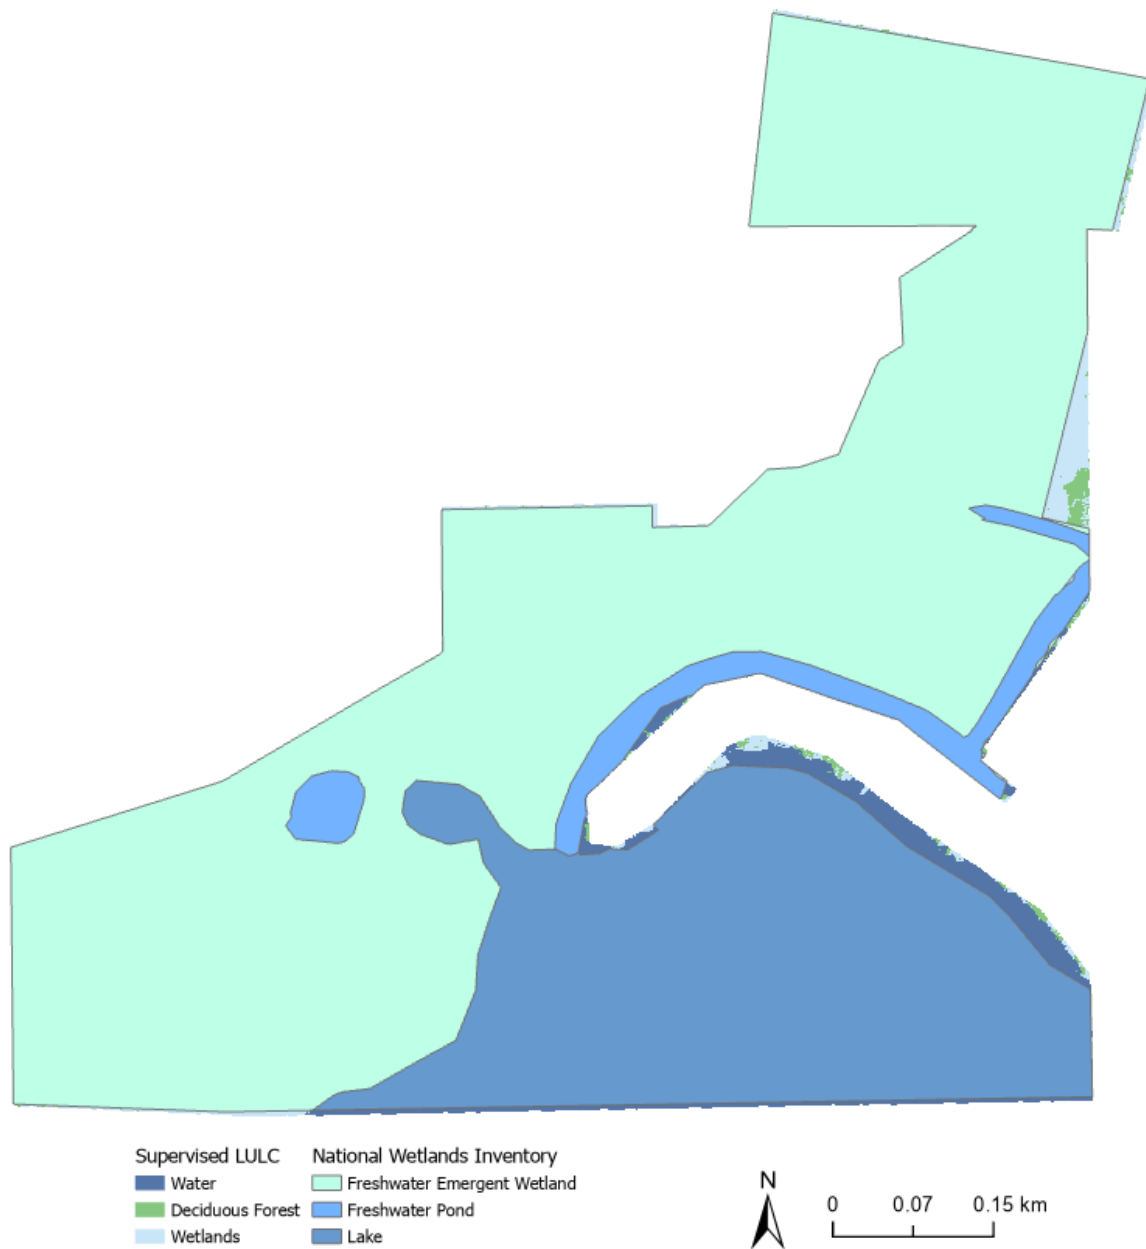 Supervised LULC
Water
Deciduous Forest
Wetlands
National Wetlands Inventory
Freshwater Emergent Wetland
Freshwater Pond
Lake
N
0 0.07 0.15 km